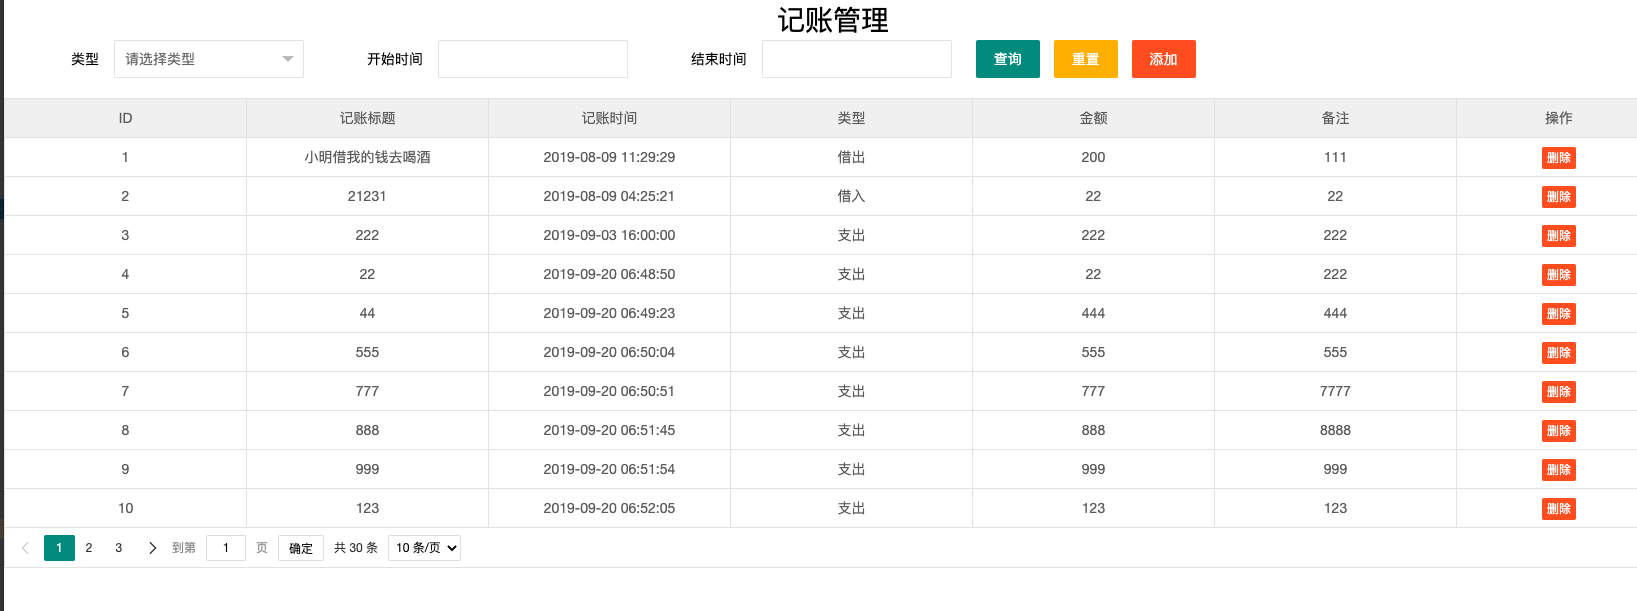 记账管理
类型 请选择类型 开始时间 结束时间 查询 重置 添加
ID 记账标题 记账时间 类型 金额 备注 操作
1 小明借我的钱去喝酒 2019-08-09 11:29:29 借出 200 111 删除
2 21231 2019-08-09 04:25:21 借入 22 22 删除
3 222 2019-09-03 16:00:00 支出 222 222 删除
4 22 2019-09-20 06:48:50 支出 22 222 删除
5 44 2019-09-20 06:49:23 支出 444 444 删除
6 555 2019-09-20 06:50:04 支出 555 555 删除
7 777 2019-09-20 06:50:51 支出 777 7777 删除
8 888 2019-09-20 06:51:45 支出 888 8888 删除
9 999 2019-09-20 06:51:54 支出 999 999 删除
10 123 2019-09-20 06:52:05 支出 123 123 删除
1 2 3 到第 1 页 确定 共 30 条 10 条/页